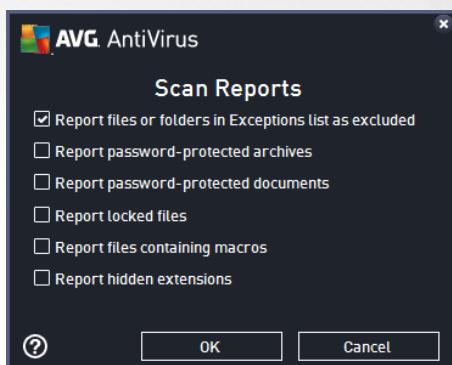 AVG AntiVirus
Scan Reports
Report files or folders in Exceptions list as excluded
Report password-protected archives
Report password-protected documents
Report locked files
Report files containing macros
Report hidden extensions
?
OK
Cancel